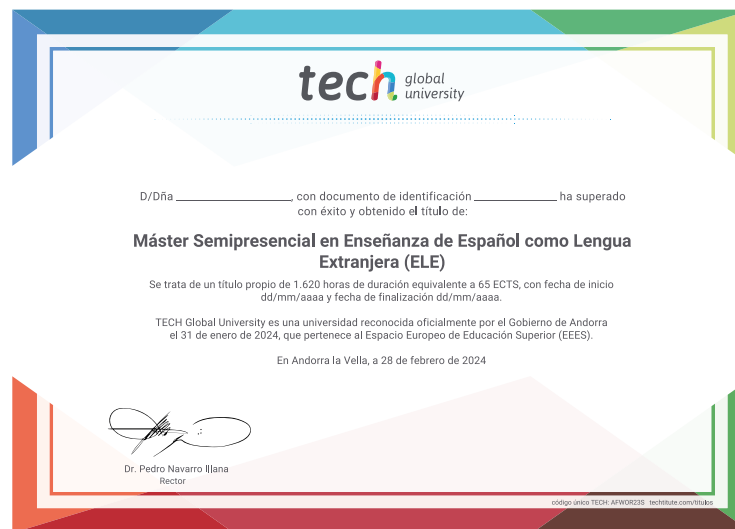 tech global university
D/Dña ____________________, con documento de identificación ______________ ha superado
con éxito y obtenido el título de:
Máster Semipresencial en Enseñanza de Español como Lengua
Extranjera (ELE)
Se trata de un título propio de 1.620 horas de duración equivalente a 65 ECTS, con fecha de inicio
dd/mm/aaaa y fecha de finalización dd/mm/aaaa.
TECH Global University es una universidad reconocida oficialmente por el Gobierno de Andorra
el 31 de enero de 2024, que pertenece al Espacio Europeo de Educación Superior (EEES).
En Andorra la Vella, a 28 de febrero de 2024
Dr. Pedro Navarro Illana
Rector
código único TECH: AFWOR23S techtitute.com/titulos